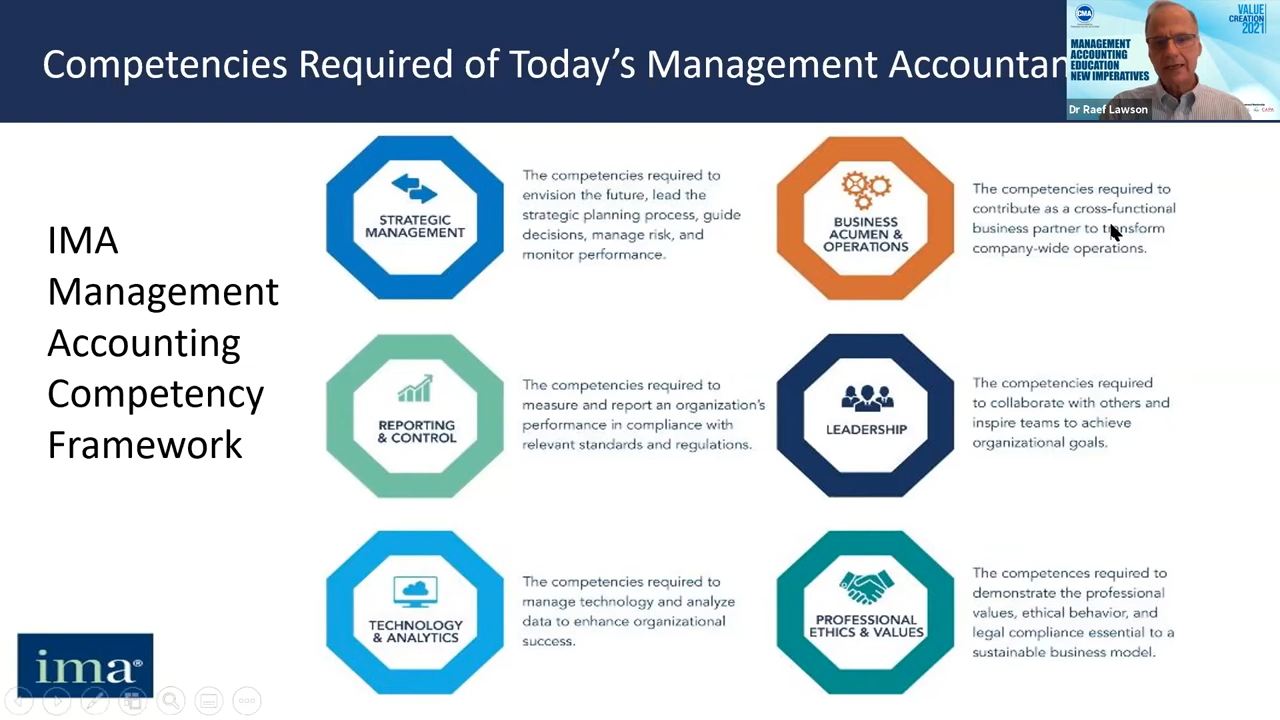 Competencies Required of Today's Management Accountan
CMA
VALUE
CREATION
2021
MANAGEMENT
ACCOUNTING
EDUCATION
NEW IMPERATIVES
Dr Raef Lawson
IMA
Management
Accounting
Competency
Framework
STRATEGIC
MANAGEMENT
The competencies required to
envision the future, lead the
strategic planning process, guide
decisions, manage risk, and
monitor performance.
BUSINESS
ACUMEN &
OPERATIONS
The competencies required to
contribute as a cross-functional
business partner to transform
company-wide operations.
REPORTING
& CONTROL
The competencies required to
measure and report an organization's
performance in compliance with
relevant standards and regulations.
LEADERSHIP
The competencies required
to collaborate with others and
inspire teams to achieve
organizational goals.
TECHNOLOGY
& ANALYTICS
The competencies required to
manage technology and analyze
data to enhance organizational
success.
PROFESSIONAL
ETHICS & VALUES
The competences required to
demonstrate the professional
values, ethical behavior, and
legal compliance essential to a
sustainable business model.
ima®